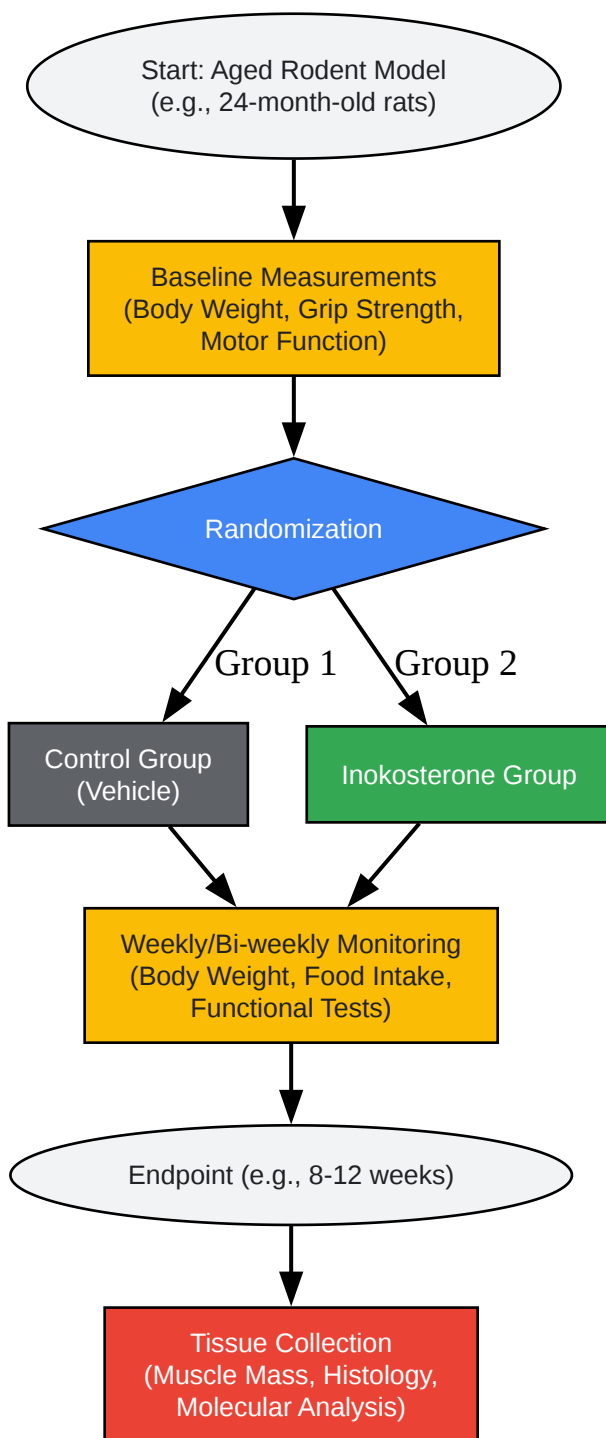 Start: Aged Rodent Model
(e.g., 24-month-old rats)
Baseline Measurements
(Body Weight, Grip Strength,
Motor Function)
Randomization
Group 1
Group 2
Control Group
(Vehicle)
Inokosterone Group
Weekly/Bi-weekly Monitoring
(Body Weight, Food Intake,
Functional Tests)
Endpoint (e.g., 8-12 weeks)
Tissue Collection
(Muscle Mass, Histology,
Molecular Analysis)